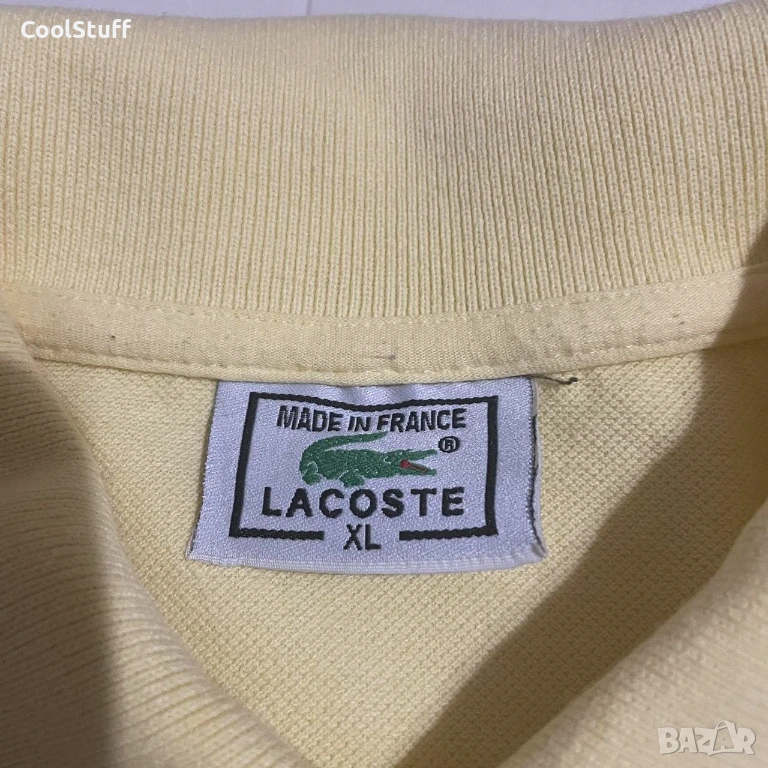 CoolStuff
MADE IN FRANCE
®
LACOSTE
XL
BAZAR